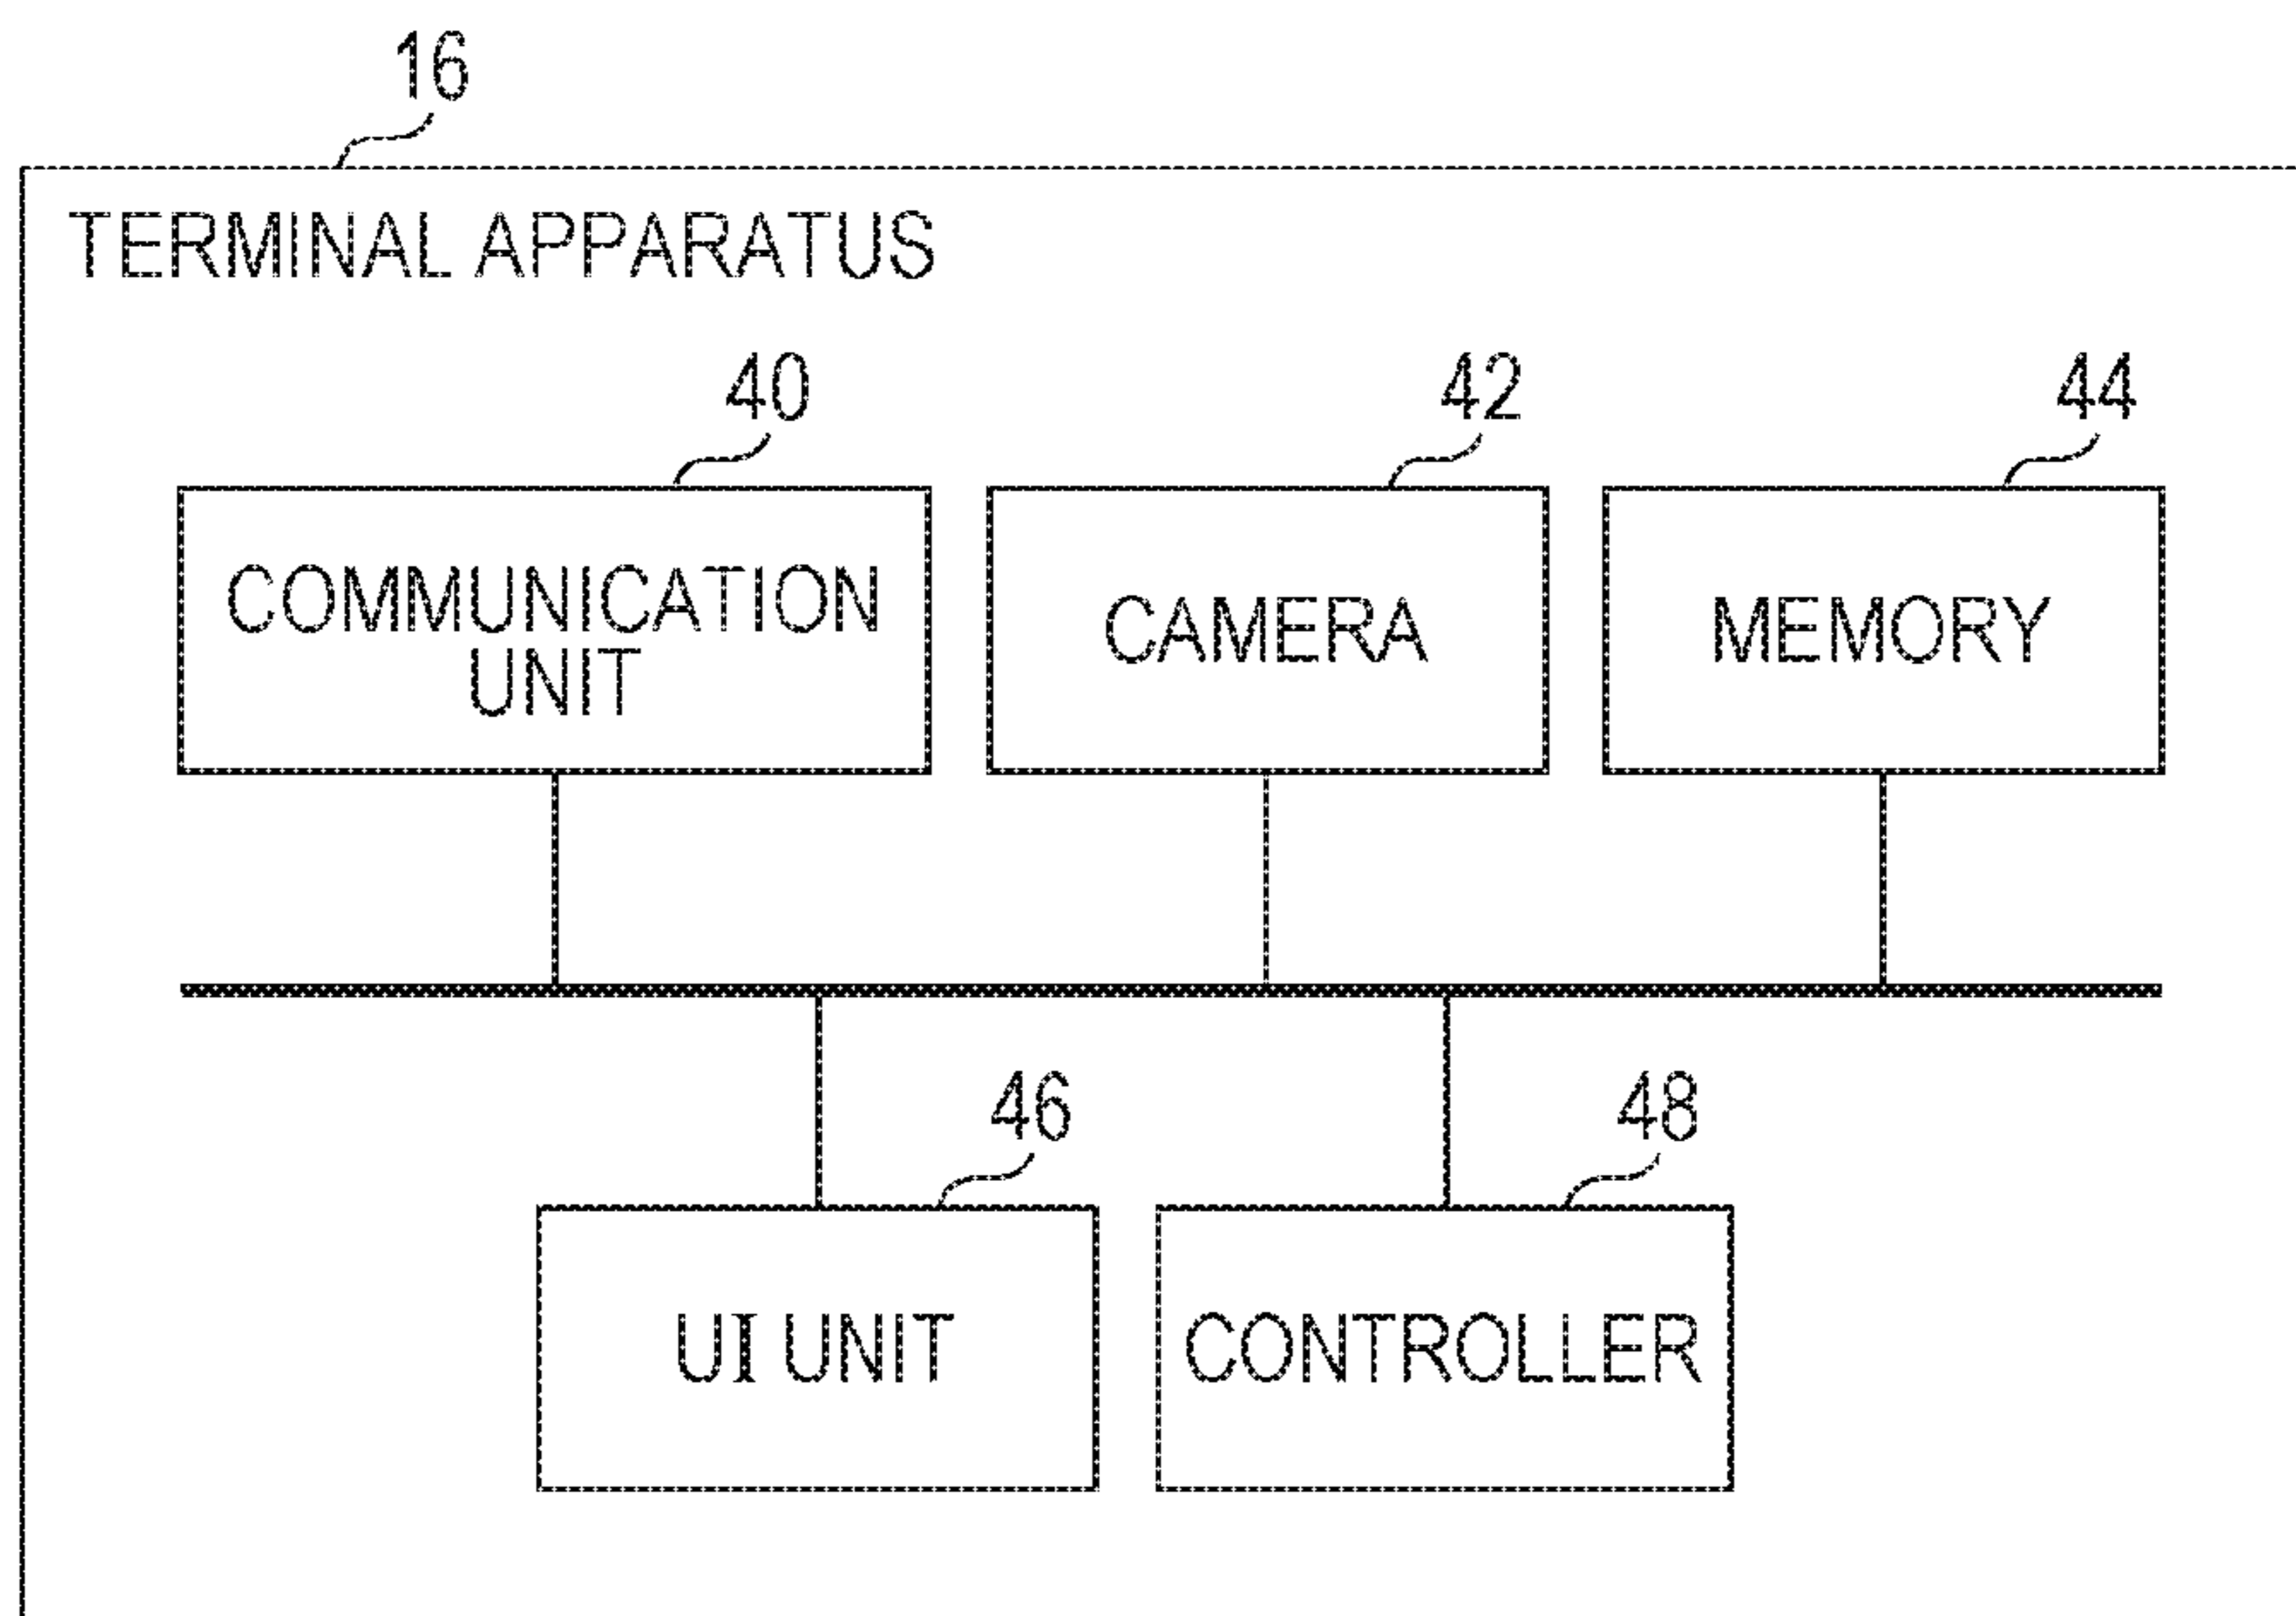 16
TERMINAL APPARATUS
40
42
44
COMMUNICATION
UNIT
CAMERA
MEMORY
46
48
UI UNIT
CONTROLLER